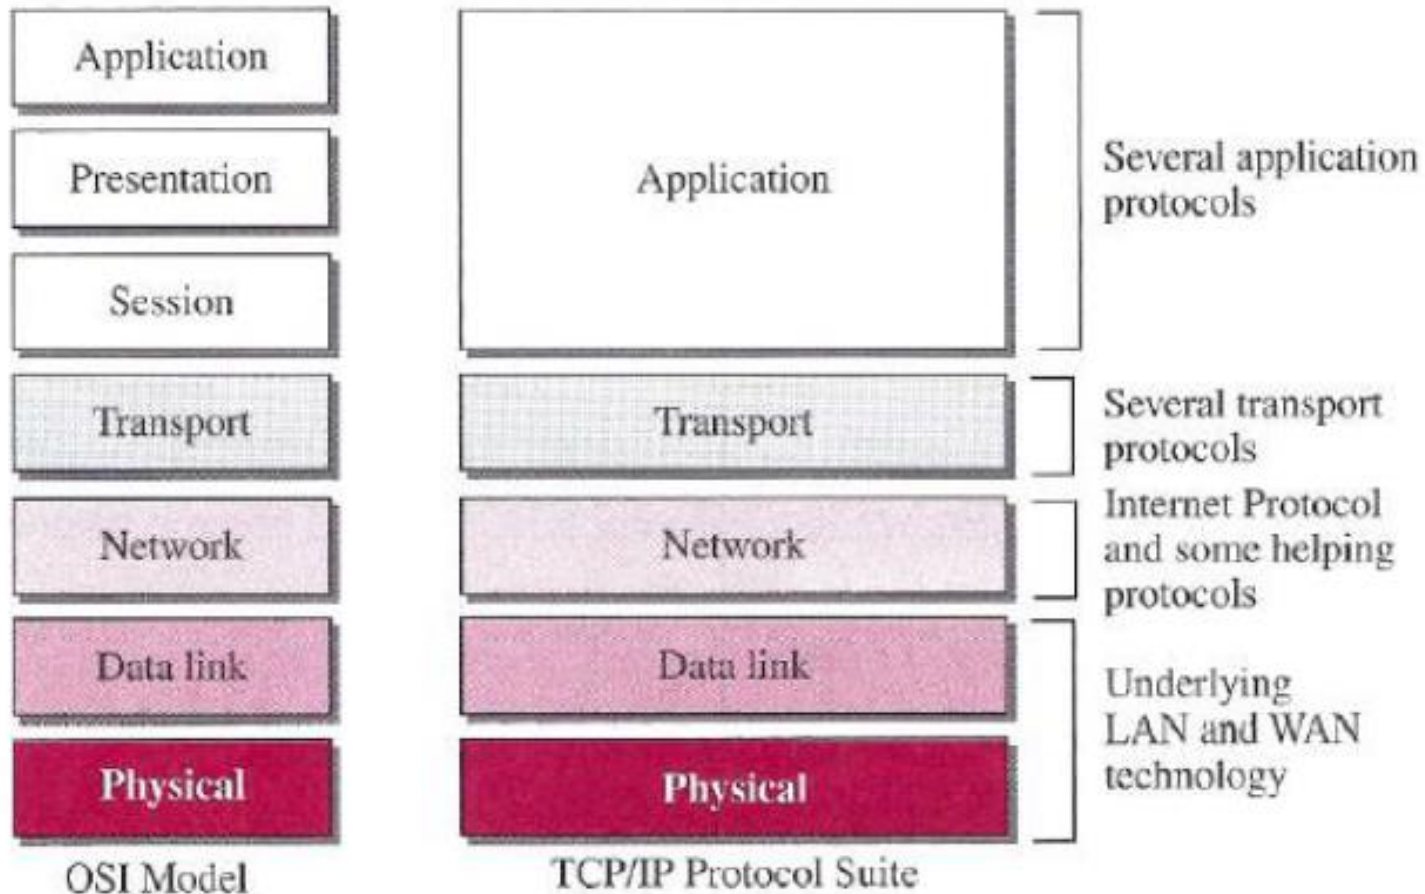 Application
Presentation
Session
Transport
Network
Data link
Physical
OSI Model
Application
Transport
Network
Data link
Physical
TCP/IP Protocol Suite
Several application
protocols
Several transport
protocols
Internet Protocol
and some helping
protocols
Underlying
LAN and WAN
technology